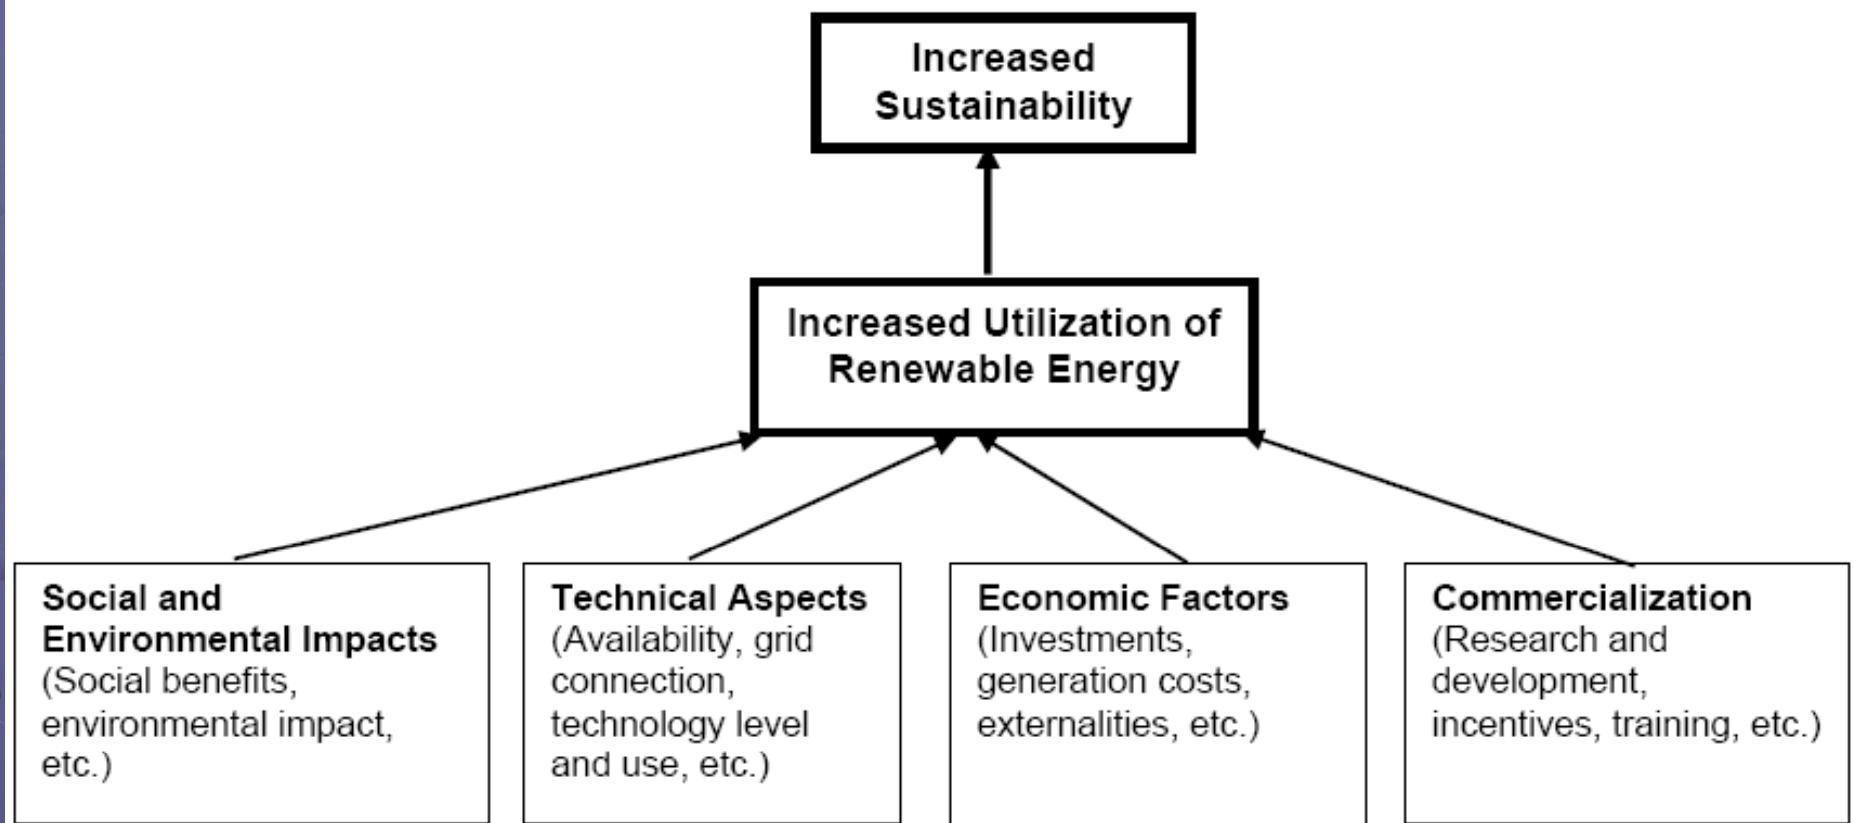 Increased
Sustainability
Increased Utilization of
Renewable Energy
Social and
Environmental Impacts
(Social benefits,
environmental impact,
etc.)
Technical Aspects
(Availability, grid
connection,
technology level
and use, etc.)
Economic Factors
(Investments,
generation costs,
externalities, etc.)
Commercialization
(Research and
development,
incentives, training, etc.)